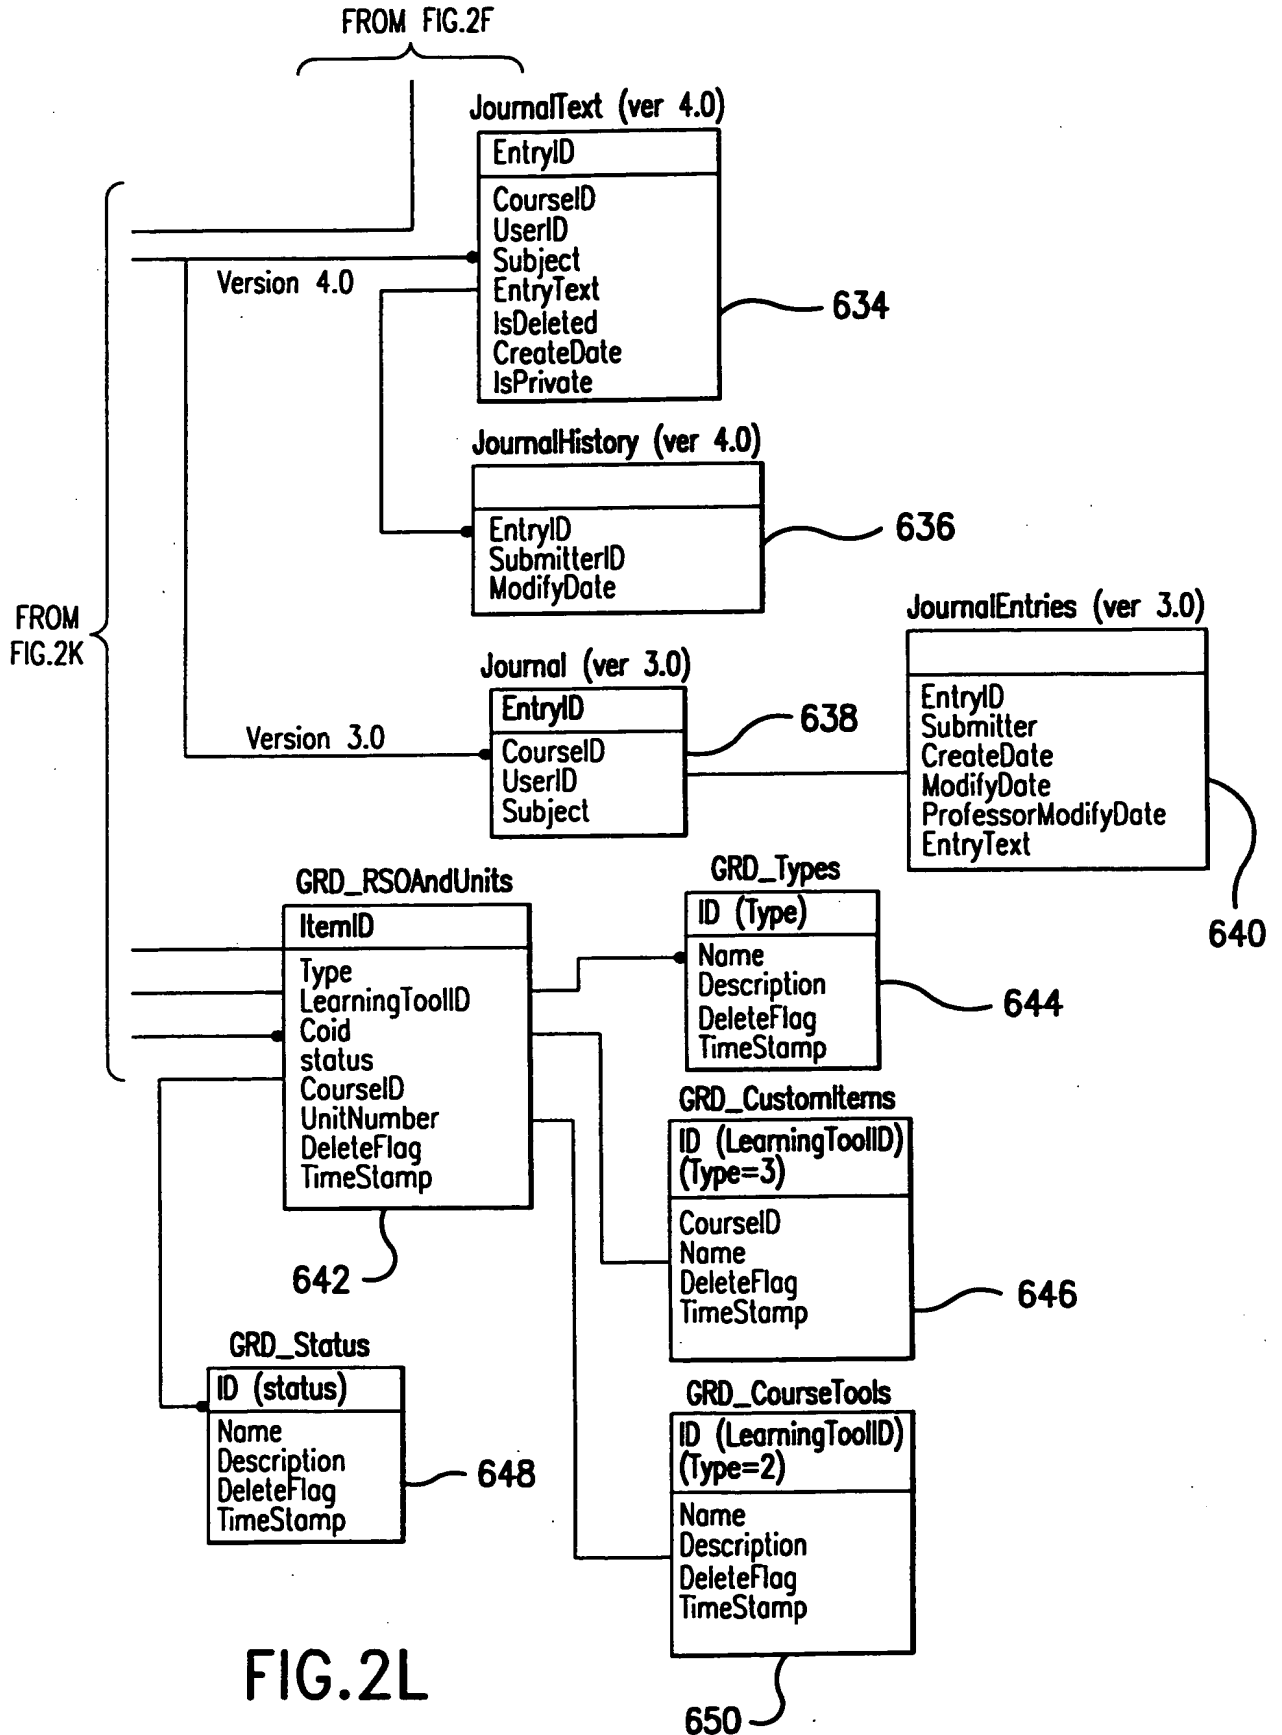 FROM FIG.2F
JournalText (ver 4.0)
EntryID
CourseID
UserID
Subject
EntryText
IsDeleted
CreateDate
IsPrivate
Version 4.0
634
JournalHistory (ver 4.0)
EntryID
SubmitterID
ModifyDate
636
FROM
FIG.2K
JournalEntries (ver 3.0)
EntryID
Submitter
CreateDate
ModifyDate
ProfessorModifyDate
EntryText
640
Journal (ver 3.0)
EntryID
CourseID
UserID
Subject
638
Version 3.0
GRD_RSOAndUnits
ItemID
Type
LearningToolID
Coid
status
CourseID
UnitNumber
DeleteFlag
TimeStamp
642
GRD_Types
ID (Type)
Name
Description
DeleteFlag
TimeStamp
644
GRD_CustomItems
ID (LearningToolID)
(Type=3)
CourseID
Name
DeleteFlag
TimeStamp
646
GRD_Status
ID (status)
Name
Description
DeleteFlag
TimeStamp
648
GRD_CourseTools
ID (LearningToolID)
(Type=2)
Name
Description
DeleteFlag
TimeStamp
650
FIG.2L